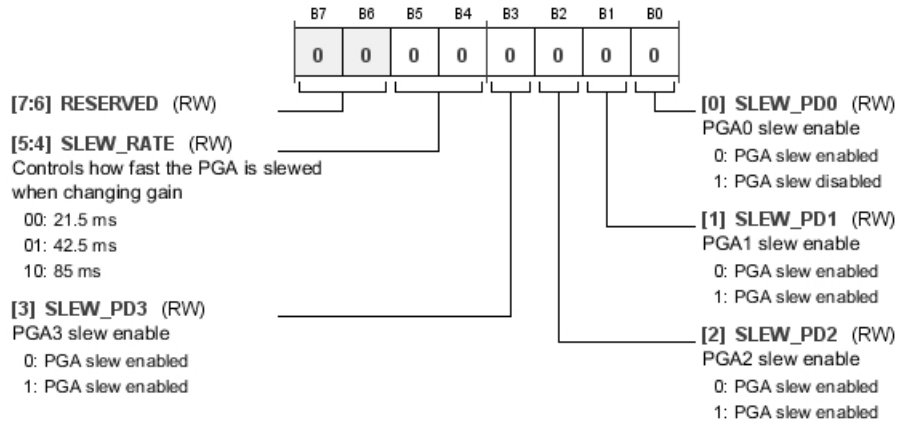 B7 B6 B5 B4 B3 B2 B1 B0
0 0 0 0 0 0 0 0
[7:6] RESERVED (RW)
[5:4] SLEW_RATE (RW)
Controls how fast the PGA is slewed
when changing gain
00: 21.5 ms
01: 42.5 ms
10: 85 ms
[3] SLEW_PD3 (RW)
PGA3 slew enable
0: PGA slew enabled
1: PGA slew enabled
[0] SLEW_PD0 (RW)
PGA0 slew enable
0: PGA slew enabled
1: PGA slew disabled
[1] SLEW_PD1 (RW)
PGA1 slew enable
0: PGA slew enabled
1: PGA slew enabled
[2] SLEW_PD2 (RW)
PGA2 slew enable
0: PGA slew enabled
1: PGA slew enabled